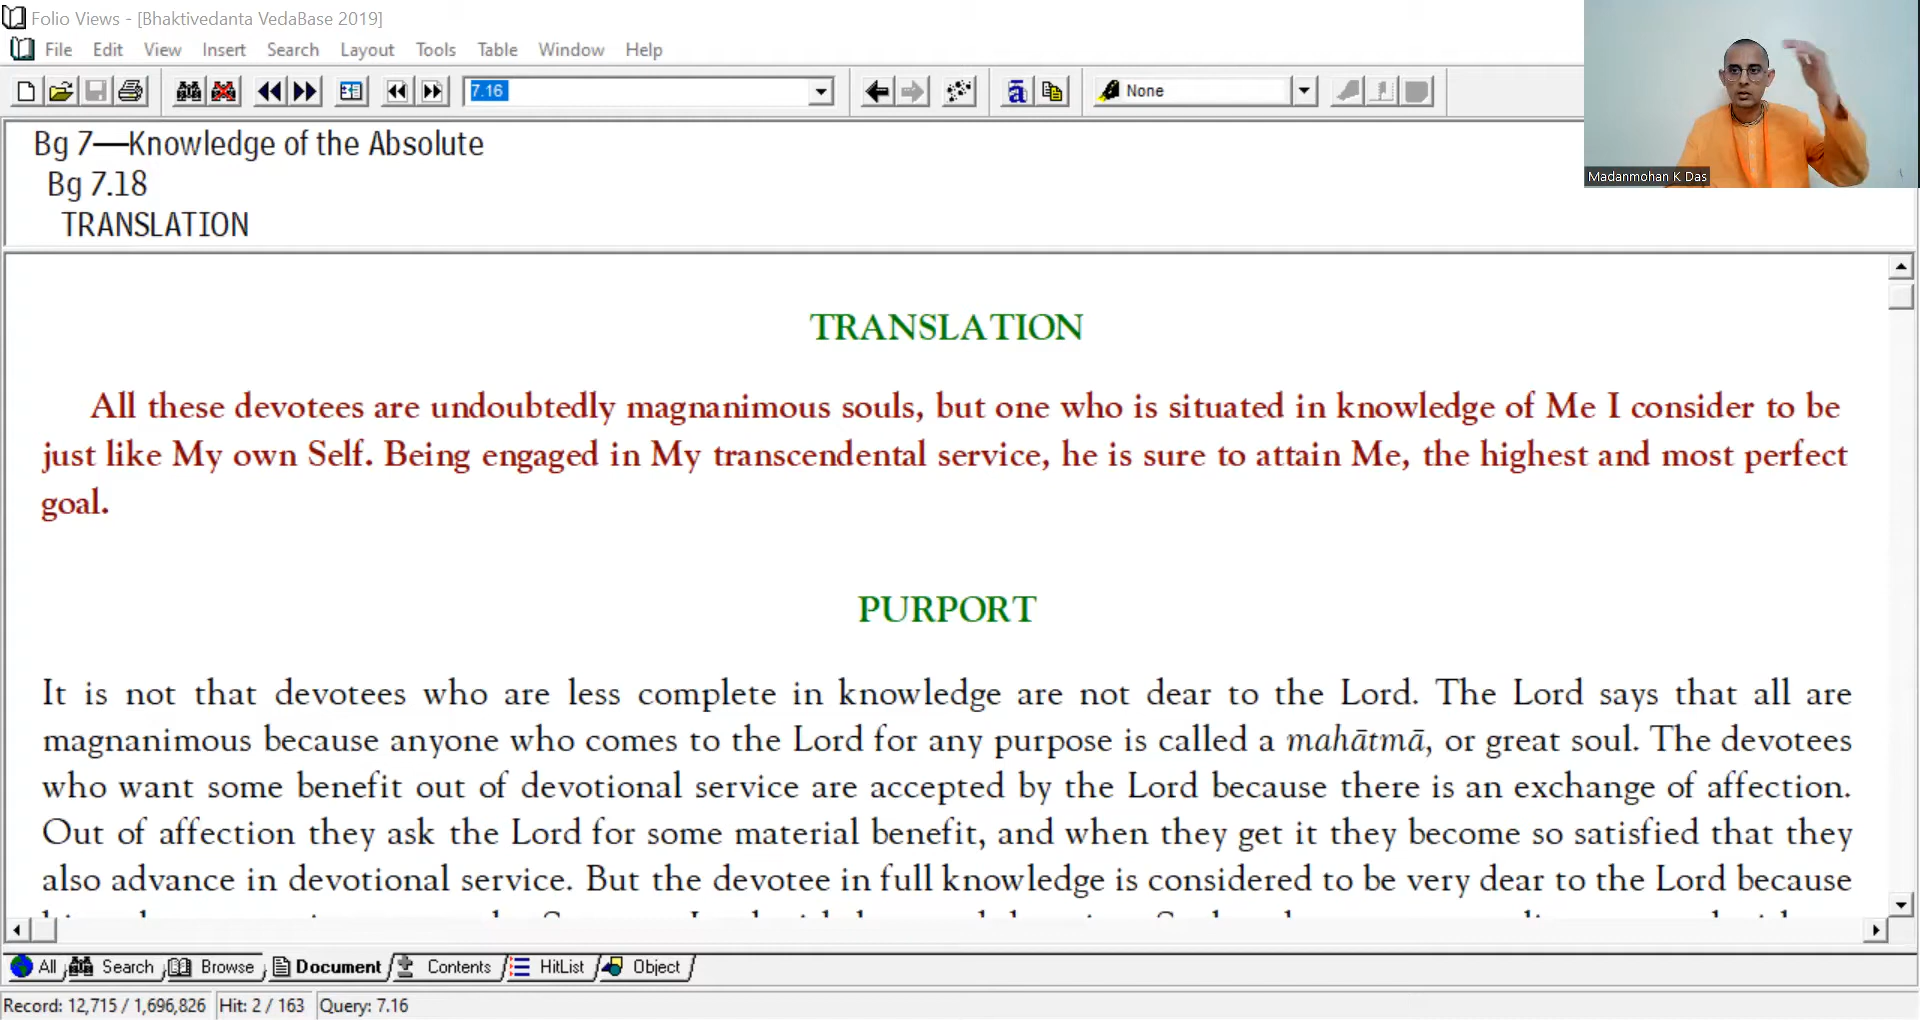 Folio Views - [Bhaktivedanta VedaBase 2019]
File Edit View Insert Search Layout Tools Table Window Help
7.16 None
Madanmohan K Das
Bg 7—Knowledge of the Absolute
Bg 7.18
TRANSLATION
TRANSLATION
All these devotees are undoubtedly magnanimous souls, but one who is situated in knowledge of Me I consider to be
just like My own Self. Being engaged in My transcendental service, he is sure to attain Me, the highest and most perfect
goal.
PURPORT
It is not that devotees who are less complete in knowledge are not dear to the Lord. The Lord says that all are
magnanimous because anyone who comes to the Lord for any purpose is called a mahātmā, or great soul. The devotees
who want some benefit out of devotional service are accepted by the Lord because there is an exchange of affection.
Out of affection they ask the Lord for some material benefit, and when they get it they become so satisfied that they
also advance in devotional service. But the devotee in full knowledge is considered to be very dear to the Lord because
All Search Browse Document Contents HitList Object
Record: 12,715 / 1,696,826 Hit: 2 / 163 Query: 7.16